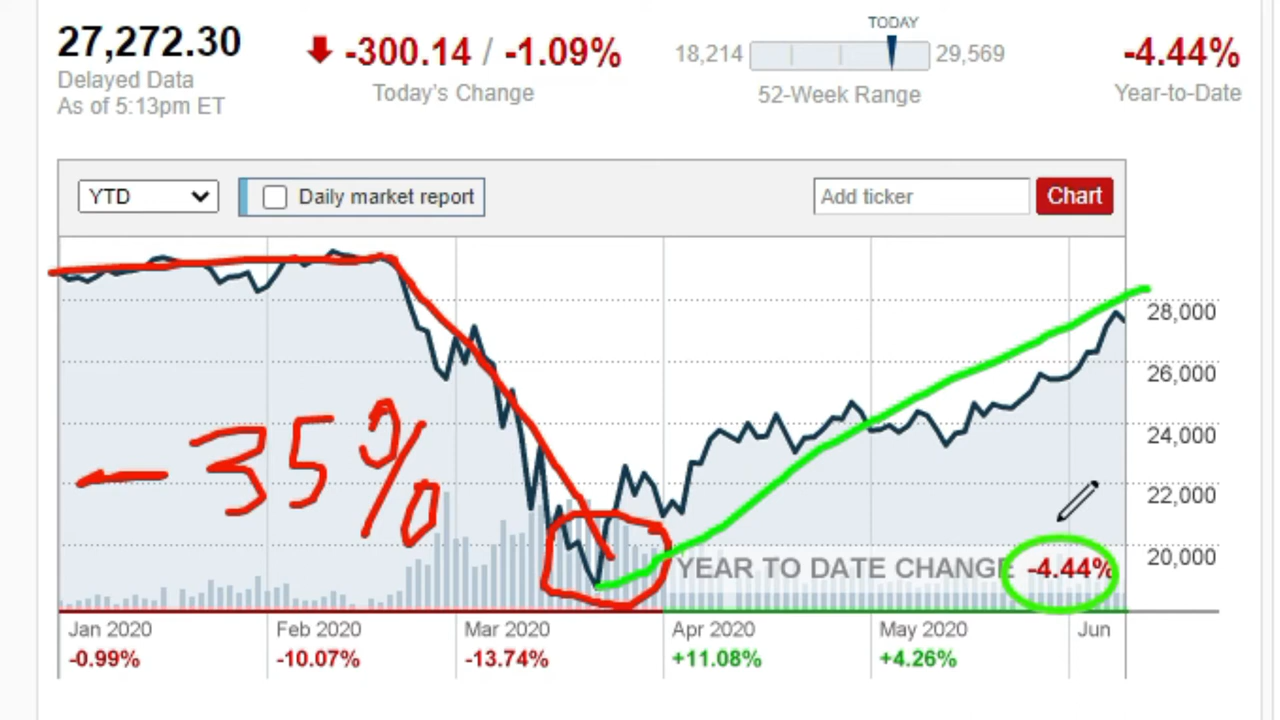 TODAY
27,272.30 -300.14 / -1.09% 18,214 29,569 -4.44%
Delayed Data Today's Change 52-Week Range Year-to-Date
As of 5:13pm ET
YTD Daily market report Add ticker Chart
28,000
26,000
24,000
-35%
22,000
20,000
YEAR TO DATE CHANGE -4.44%
Jan 2020 Feb 2020 Mar 2020 Apr 2020 May 2020 Jun
-0.99% -10.07% -13.74% +11.08% +4.26%